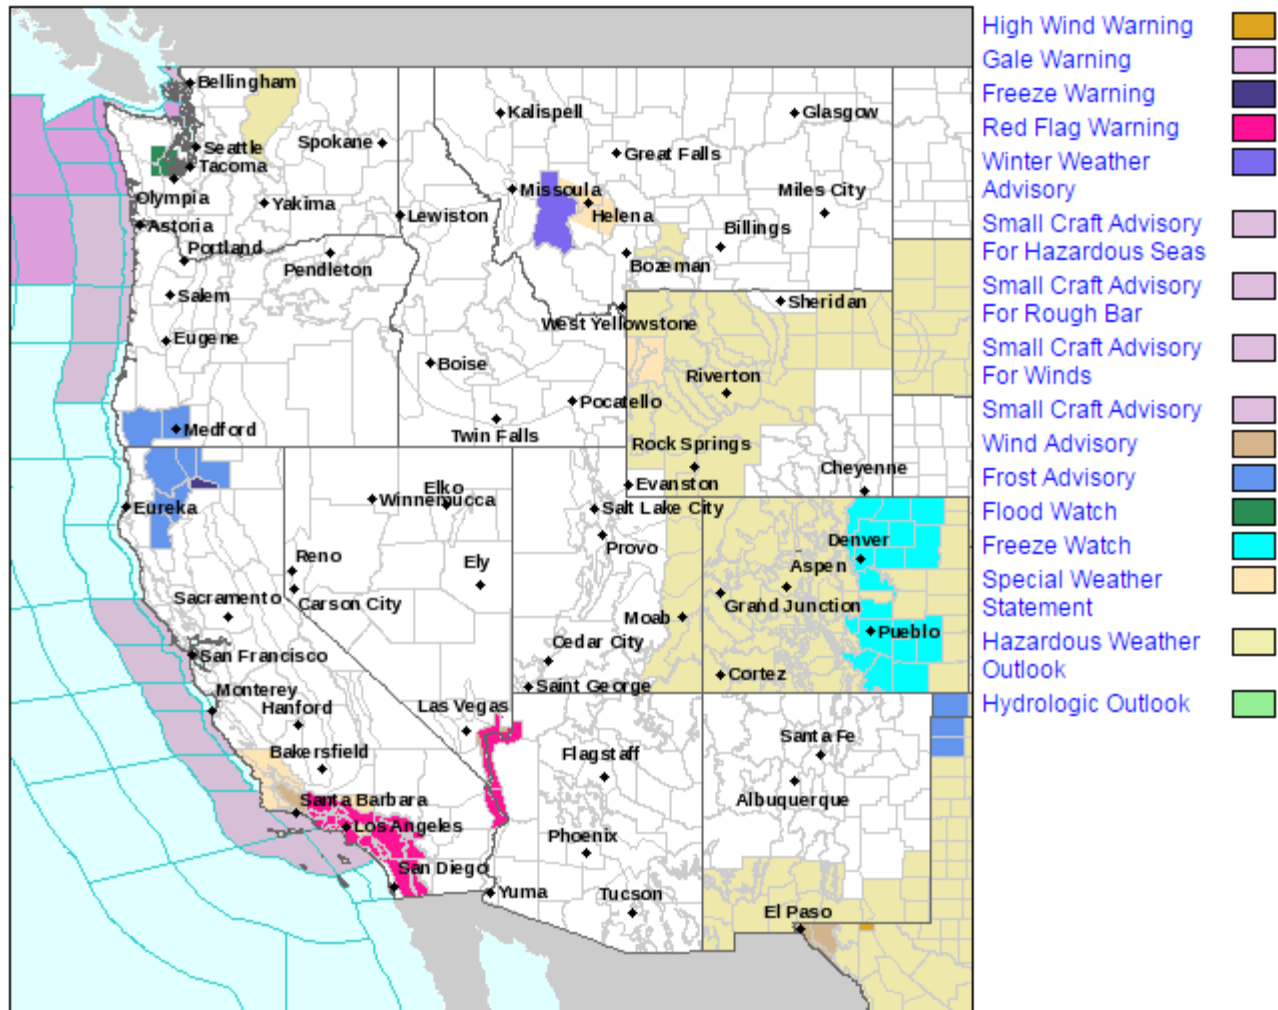 Bellingham
Kalispell
Glasgow
Seattle
Spokane
Great Falls
Tacoma
Missoula
Miles City
Olympia
Yakima
Helena
Lewiston
Astoria
Billings
Portland
Pendleton
Bozeman
Salem
Sheridan
West Yellowstone
Eugene
Boise
Riverton
Pocatello
Medford
Twin Falls
Rock Springs
Cheyenne
Elko
Evanston
Winnemucca
Eureka
Salt Lake City
Denver
Provo
Reno
Ely
Aspen
Sacramento
Carson City
Grand Junction
Moab
Pueblo
Cedar City
San Francisco
Cortez
Saint George
Monterey
Hanford
Las Vegas
Santa Fe
Bakersfield
Flagstaff
Santa Barbara
Albuquerque
Los Angeles
Phoenix
San Diego
Yuma
Tucson
El Paso
High Wind Warning
Gale Warning
Freeze Warning
Red Flag Warning
Winter Weather
Advisory
Small Craft Advisory
For Hazardous Seas
Small Craft Advisory
For Rough Bar
Small Craft Advisory
For Winds
Small Craft Advisory
Wind Advisory
Frost Advisory
Flood Watch
Freeze Watch
Special Weather
Statement
Hazardous Weather
Outlook
Hydrologic Outlook